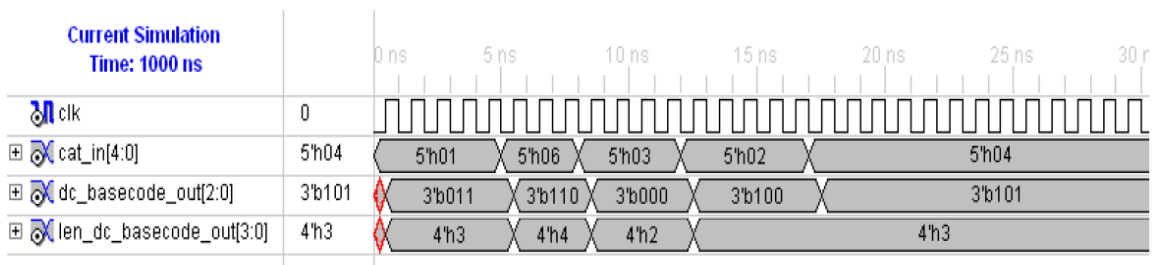 Current Simulation
Time: 1000 ns
0 ns 5 ns 10 ns 15 ns 20 ns 25 ns 30 r
clk 0
cat_in[4:0] 5'h04 5'h01 5'h06 5'h03 5'h02 5'h04
dc_basecode_out[2:0] 3'b101 3'b011 3'b110 3'b000 3'b100 3'b101
len_dc_basecode_out[3:0] 4'h3 4'h3 4'h4 4'h2 4'h3